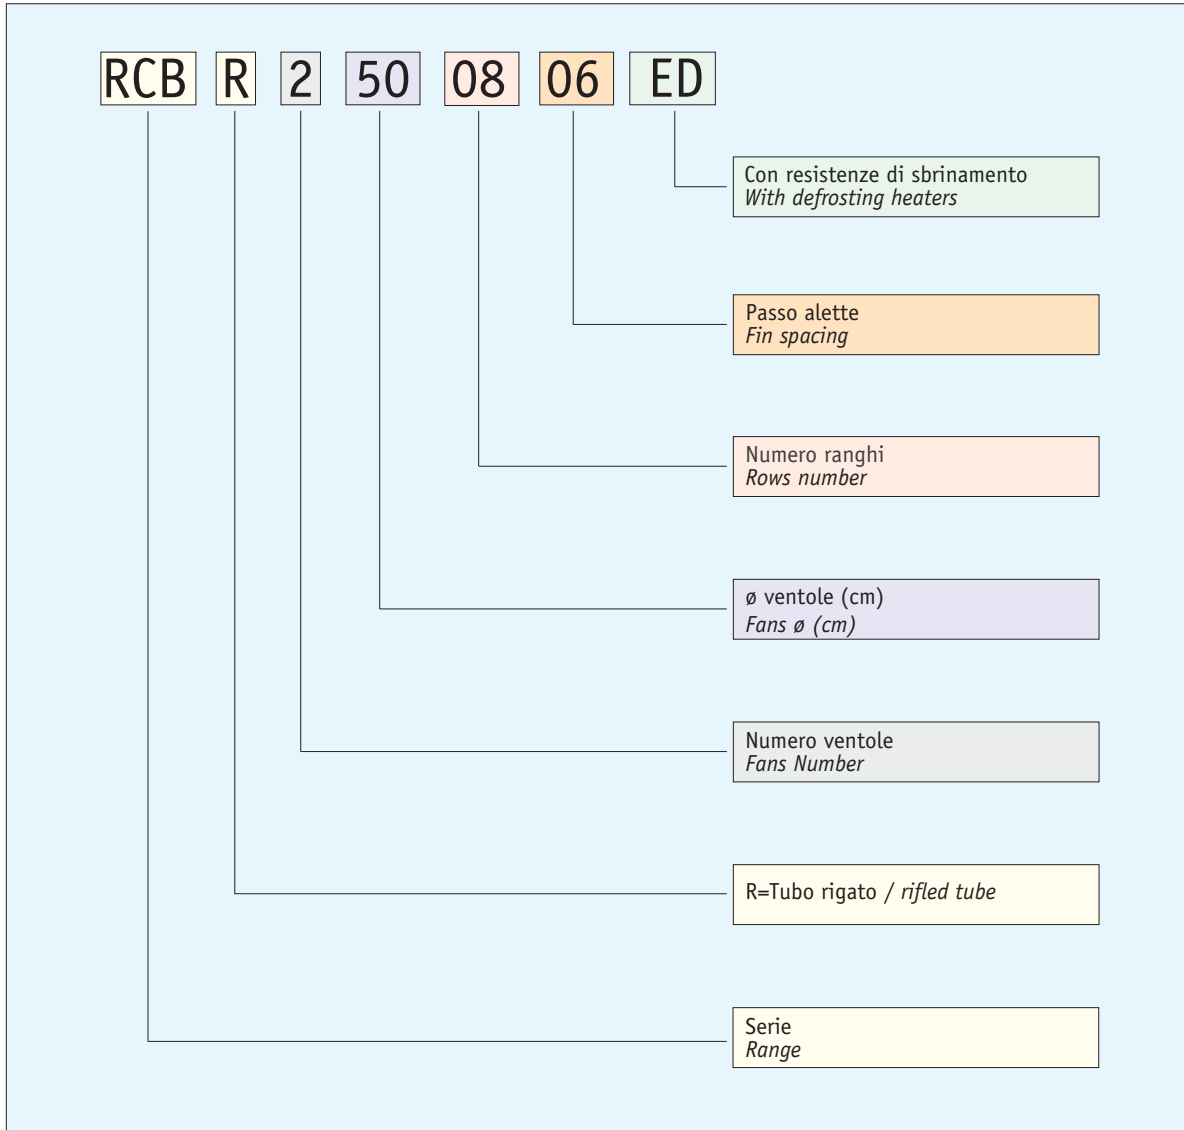 RCB R 2 50 08 06 ED
Con resistenze di sbrinamento
With defrosting heaters
Passo alette
Fin spacing
Numero ranghi
Rows number
ø ventole (cm)
Fans ø (cm)
Numero ventole
Fans Number
R=Tubo rigato / rifled tube
Serie
Range